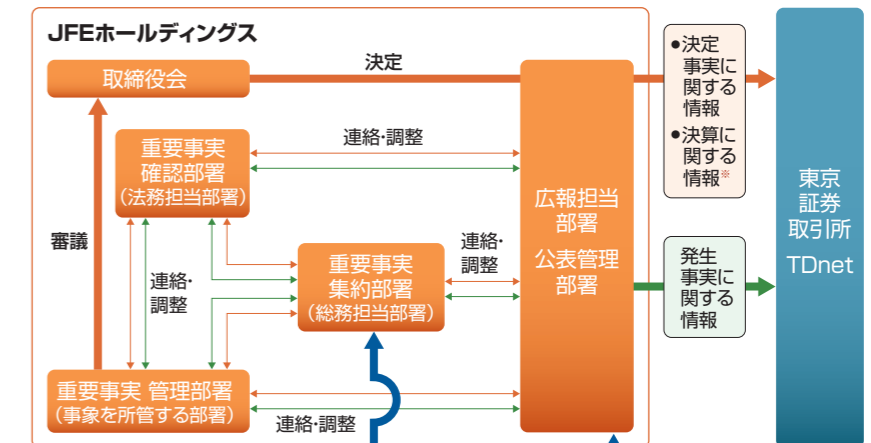 JFEホールディングス
取締役会
決定
審議
重要事実
確認部署
（法務担当部署）
連絡・調整
連絡・
調整
重要事実
集約部署
（総務担当部署）
連絡・
調整
重要事実 管理部署
（事象を所管する部署）
連絡・調整
広報担当
部署
公表管理
部署
●決定
事実に
関する
情報
●決算に
関する
情報※
発生
事実に
関する
情報
東京
証券
取引所
TDnet